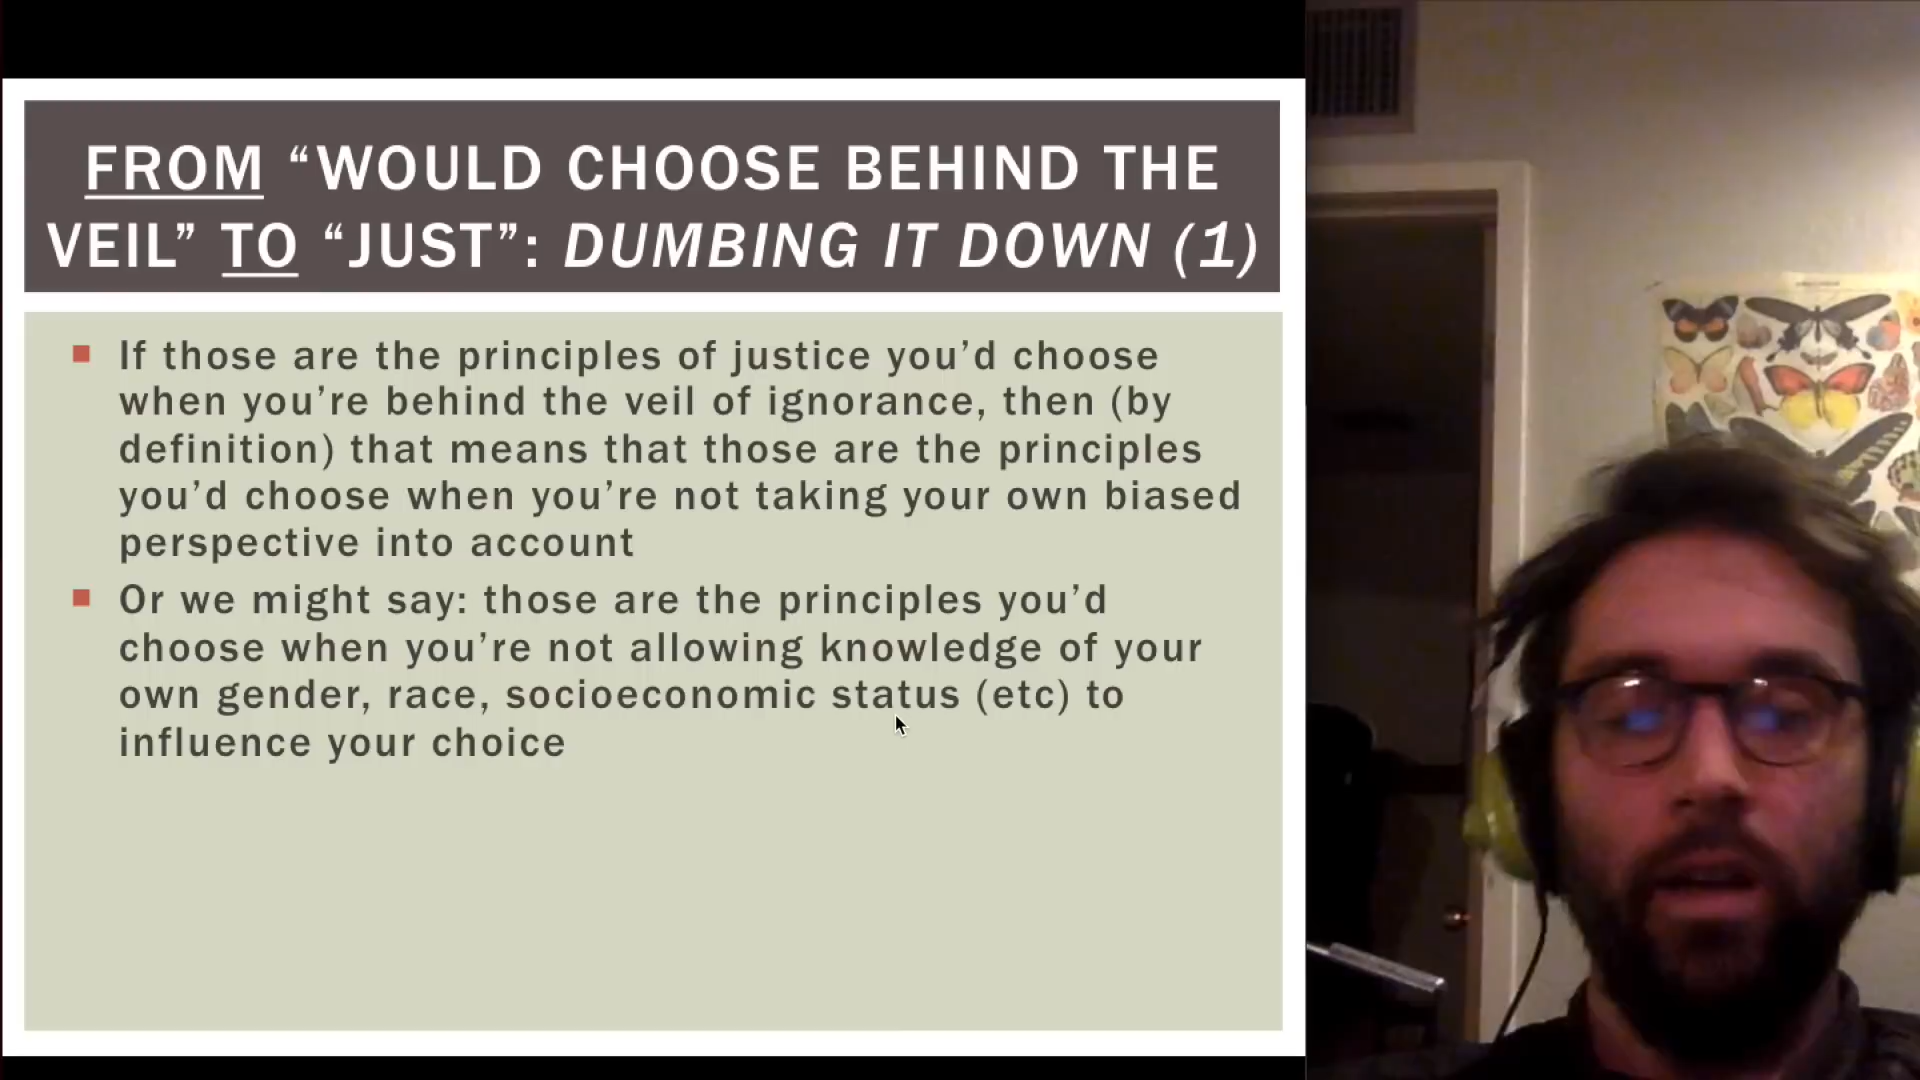 FROM “WOULD CHOOSE BEHIND THE
VEIL” TO “JUST”: DUMBING IT DOWN (1)
If those are the principles of justice you’d choose
when you’re behind the veil of ignorance, then (by
definition) that means that those are the principles
you’d choose when you’re not taking your own biased
perspective into account
Or we might say: those are the principles you’d
choose when you’re not allowing knowledge of your
own gender, race, socioeconomic status (etc) to
influence your choice